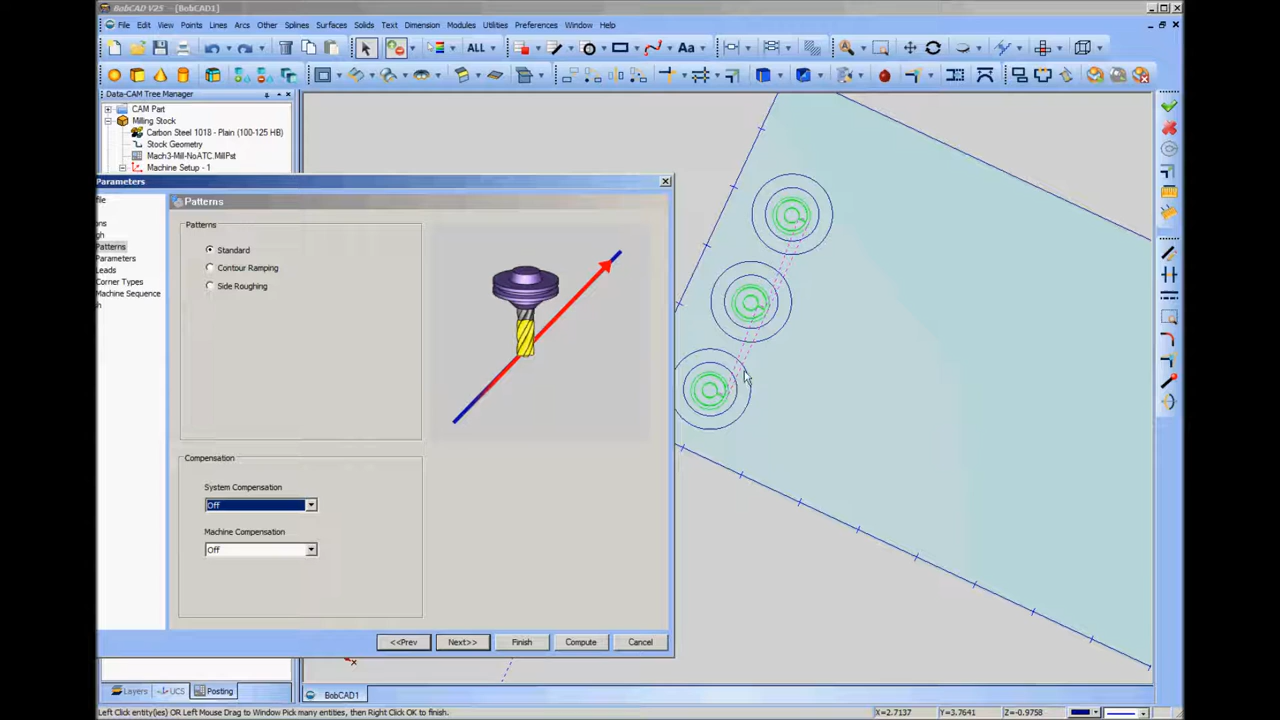 BobCAD V25 - [BobCAD1]
File Edit View Points Lines Arcs Other Splines Surfaces Solids Text Dimension Modules Utilities Preferences Window Help
ALL Aa
Data-CAM Tree Manager
CAM Part
Milling Stock
Carbon Steel 1018 - Plain (100-125 HB)
Stock Geometry
Mach3-Mill-NoATC.MillPst
Machine Setup - 1
Parameters
file
ons
gh
Patterns
Parameters
Leads
Corner Types
Machine Sequence
h
Patterns
Patterns
Standard
Contour Ramping
Side Roughing
Compensation
System Compensation
Off
Machine Compensation
Off
<<Prev Next>> Finish Compute Cancel
Layers UCS Posting
BobCAD1
Left Click entity(ies) OR Left Mouse Drag to Window Pick many entities, then Right Click OK to finish.
X=2.7137 Y=3.7641 Z=-0.9758